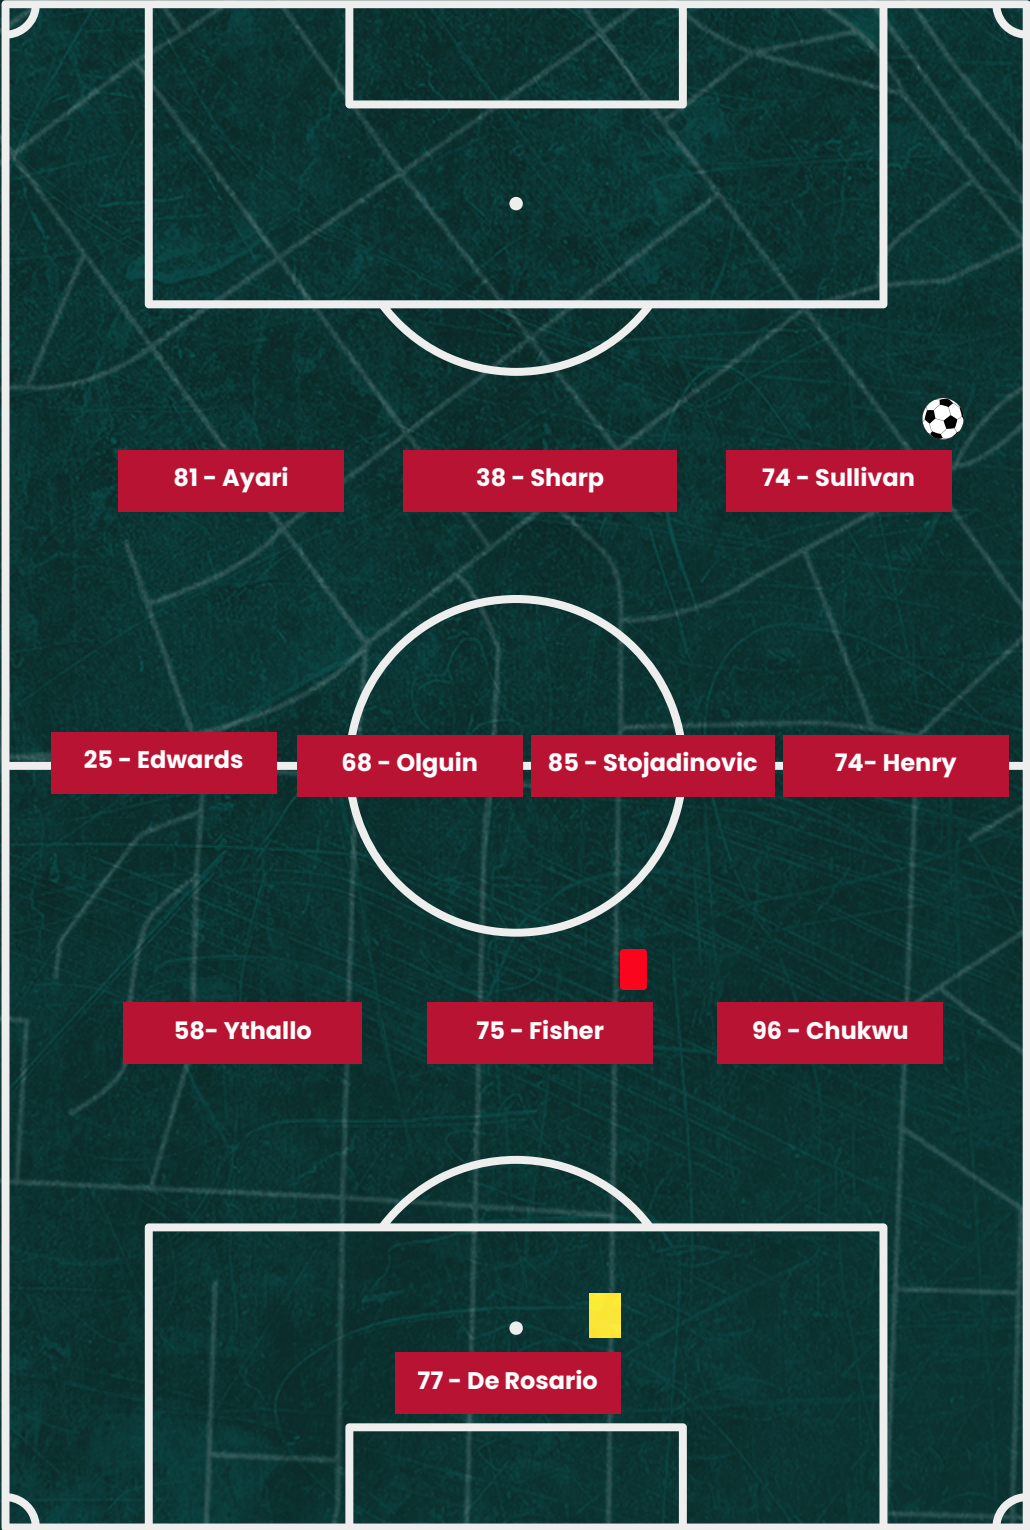 81 - Ayari
38 - Sharp
74 - Sullivan
25 - Edwards
68 - Olguin
85 - Stojadinovic
74- Henry
58- Ythallo
75 - Fisher
96 - Chukwu
77 - De Rosario